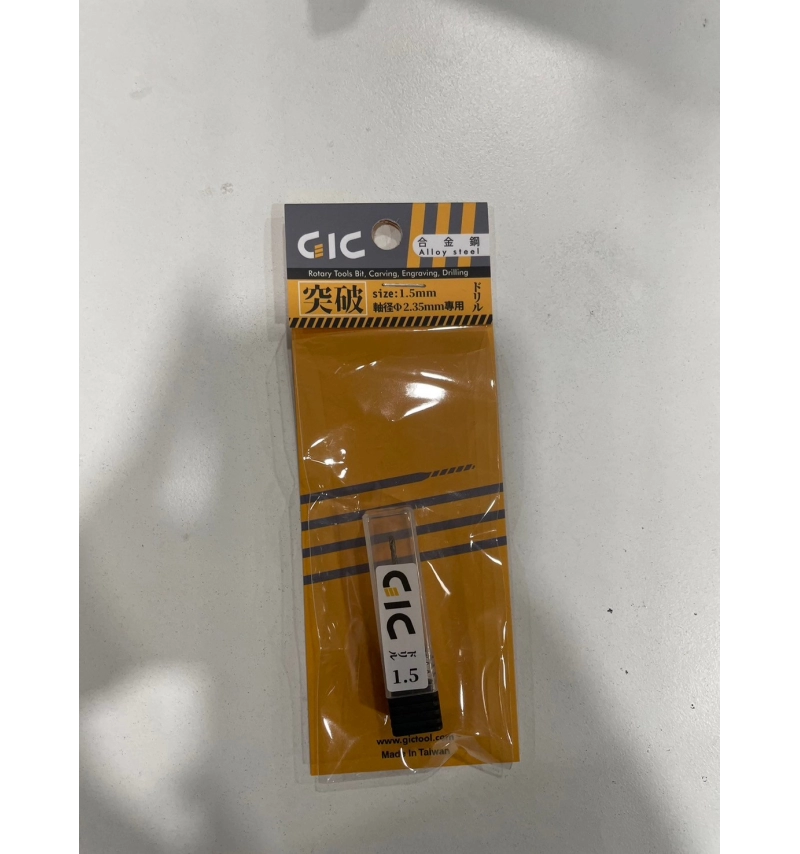 GIC
合金鋼
Alloy steel
Rotary Tools Bit, Carving, Engraving, Drilling
突破
size:1.5mm
軸径Φ2.35mm專用
ドリル
GIC
ドリル
1.5
www.gictool.com
Made In Taiwan